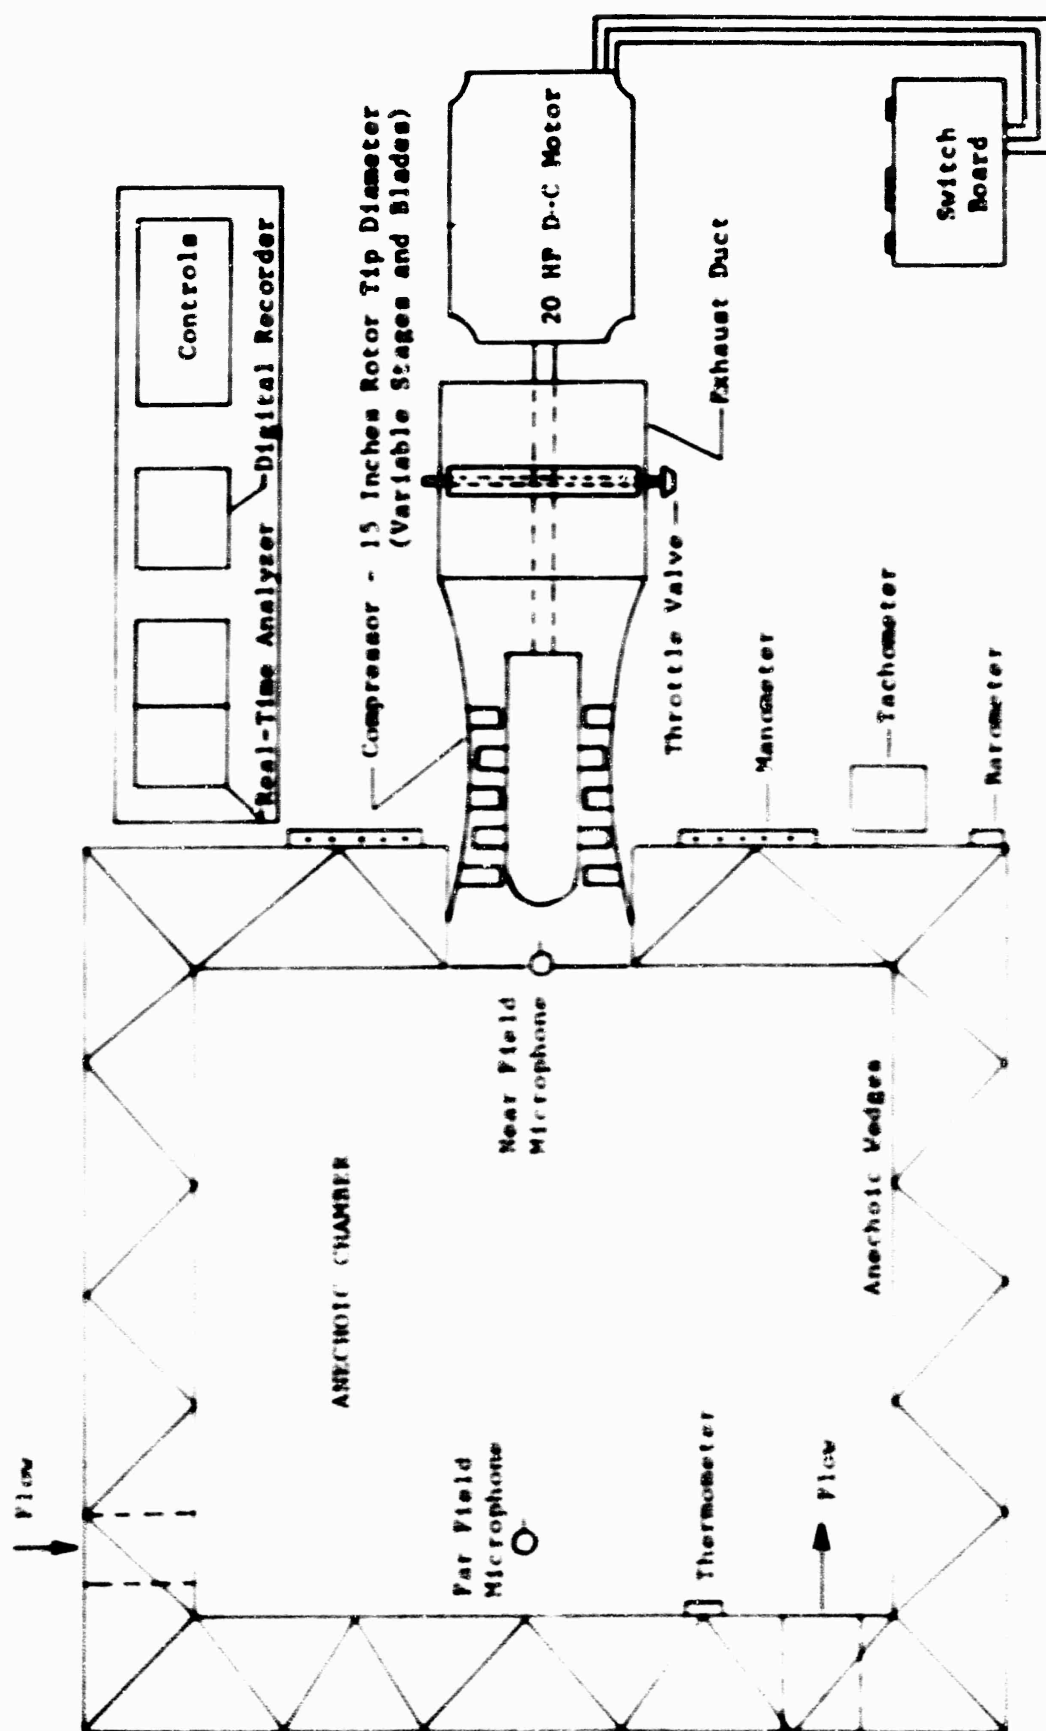 Controls
Digital Recorder
Real-Time Analyzer
Compressor - 15 Inches Rotor Tip Diameter
(Variable Stages and Blades)
20 HP D-C Motor
Switch
Board
Exhaust Duct
Throttle Valve
Manometer
Tachometer
Barometer
Near Field
Microphone
ANECHOIC CHAMBER
Anechoic Wedges
Flow
Far Field
Microphone
Thermometer
Flow